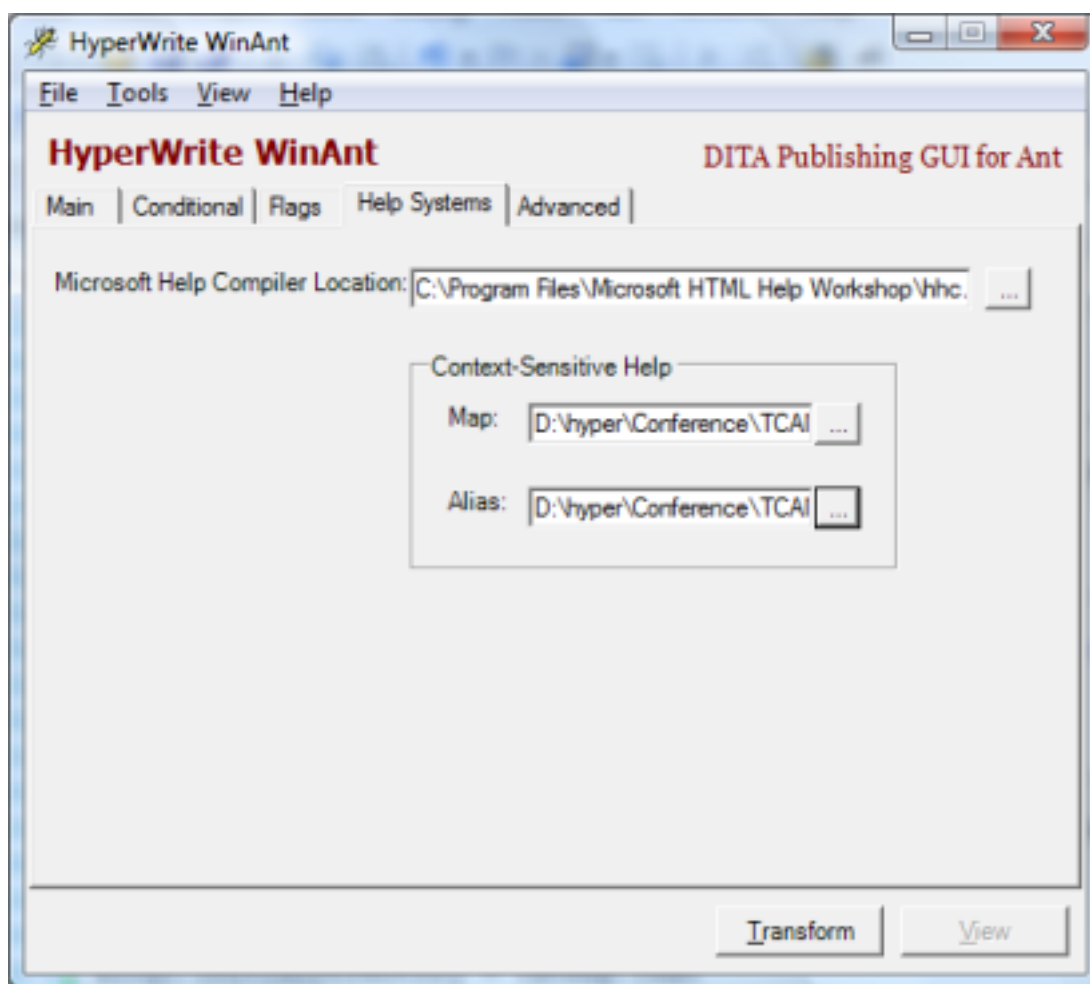 HyperWrite WinAnt
File Tools View Help
HyperWrite WinAnt
DITA Publishing GUI for Ant
Main Conditional Flags Help Systems Advanced
Microsoft Help Compiler Location: C:\Program Files\Microsoft HTML Help Workshop\hhc. ...
Context-Sensitive Help
Map: D:\hyper\Conference\TCAI ...
Alias: D:\hyper\Conference\TCAI ...
Transform View